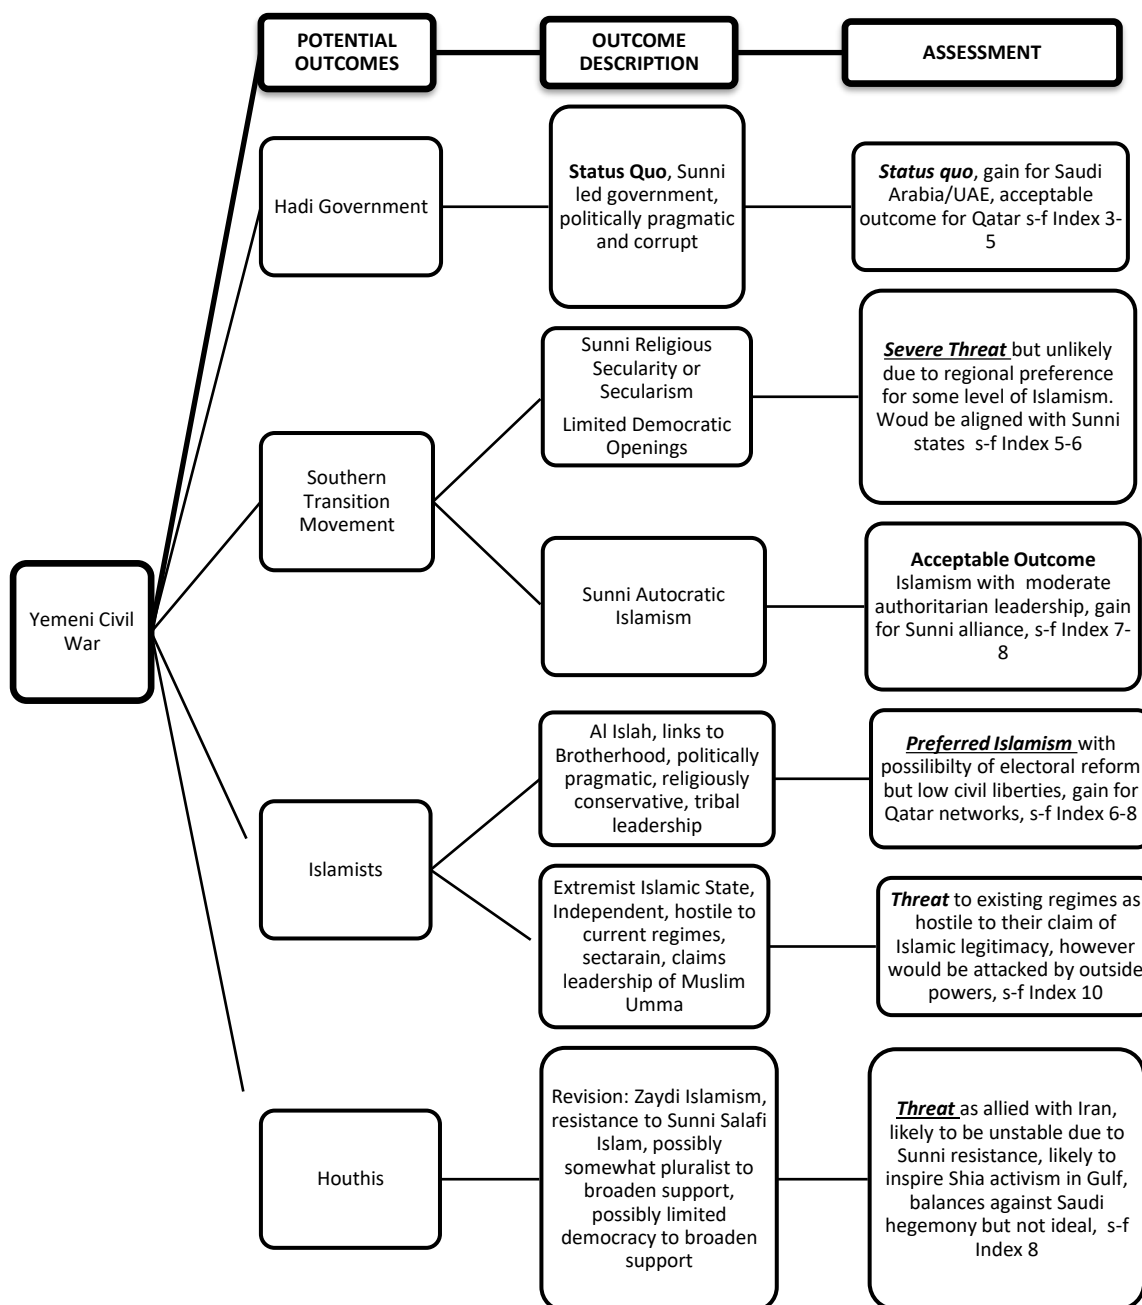 POTENTIAL
OUTCOMES
OUTCOME
DESCRIPTION
ASSESSMENT
Yemeni Civil
War
Hadi Government
Status Quo, Sunni
led government,
politically pragmatic
and corrupt
Status quo, gain for Saudi
Arabia/UAE, acceptable
outcome for Qatar s-f Index 3-
5
Southern
Transition
Movement
Sunni Religious
Secularity or
Secularism
Limited Democratic
Openings
Severe Threat but unlikely
due to regional preference
for some level of Islamism.
Woud be aligned with Sunni
states s-f Index 5-6
Sunni Autocratic
Islamism
Acceptable Outcome
Islamism with moderate
authoritarian leadership, gain
for Sunni alliance, s-f Index 7-
8
Islamists
Al Islah, links to
Brotherhood, politically
pragmatic, religiously
conservative, tribal
leadership
Preferred Islamism with
possilibilty of electoral reform
but low civil liberties, gain for
Qatar networks, s-f Index 6-8
Extremist Islamic State,
Independent, hostile to
current regimes,
sectarain, claims
leadership of Muslim
Umma
Threat to existing regimes as
hostile to their claim of
Islamic legitimacy, however
would be attacked by outside
powers, s-f Index 10
Houthis
Revision: Zaydi Islamism,
resistance to Sunni Salafi
Islam, possibly
somewhat pluralist to
broaden support,
possibly limited
democracy to broaden
support
Threat as allied with Iran,
likely to be unstable due to
Sunni resistance, likely to
inspire Shia activism in Gulf,
balances against Saudi
hegemony but not ideal, s-f
Index 8